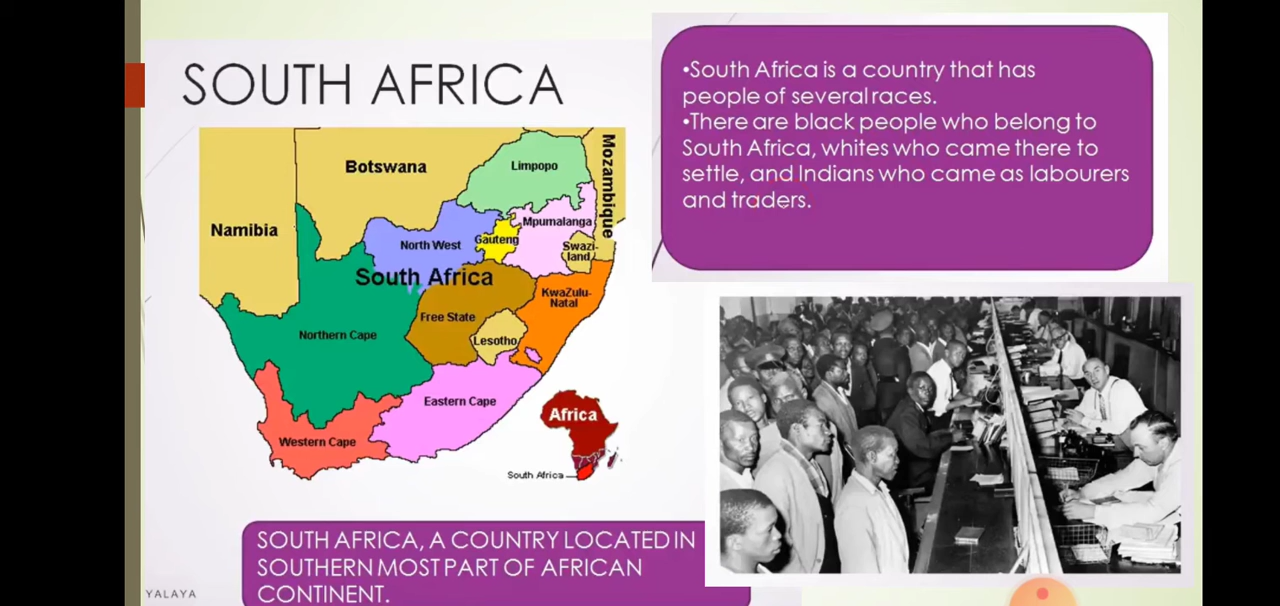 SOUTH AFRICA
Botswana
Namibia
Limpopo
Mozambique
North West
Gauteng
Mpumalanga
Swazi-
land
South Africa
KwaZulu-
Natal
Free State
Northern Cape
Lesotho
Eastern Cape
Western Cape
Africa
South Africa
SOUTH AFRICA, A COUNTRY LOCATED IN
SOUTHERN MOST PART OF AFRICAN
CONTINENT.
•South Africa is a country that has
people of several races.
•There are black people who belong to
South Africa, whites who came there to
settle, and Indians who came as labourers
and traders.
YALAYA